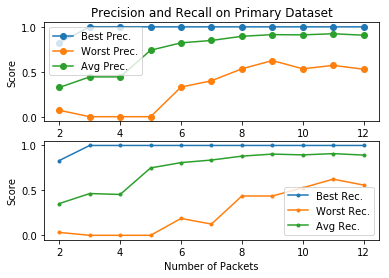 Precision and Recall on Primary Dataset
1.0
0.5
0.0
Score
Best Prec.
Worst Prec.
Avg Prec.
2 4 6 8 10 12
1.0
0.5
0.0
Score
Best Rec.
Worst Rec.
Avg Rec.
2 4 6 8 10 12
Number of Packets